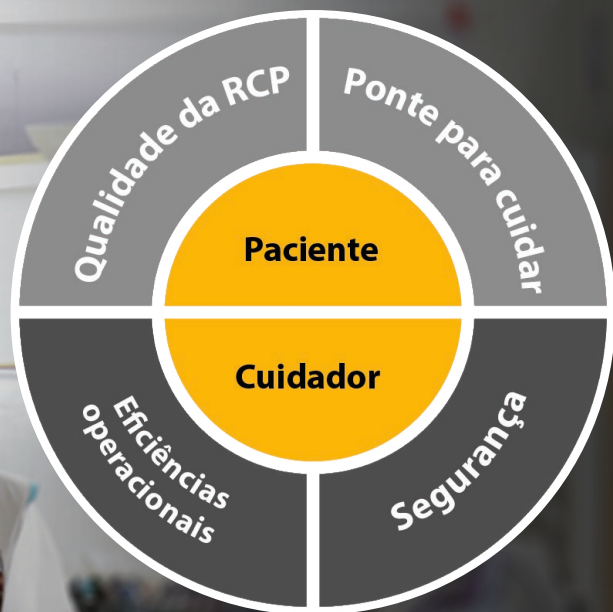 Qualidade da RCP
Ponte para cuidar
Paciente
Cuidador
Eficiências
operacionais
Segurança